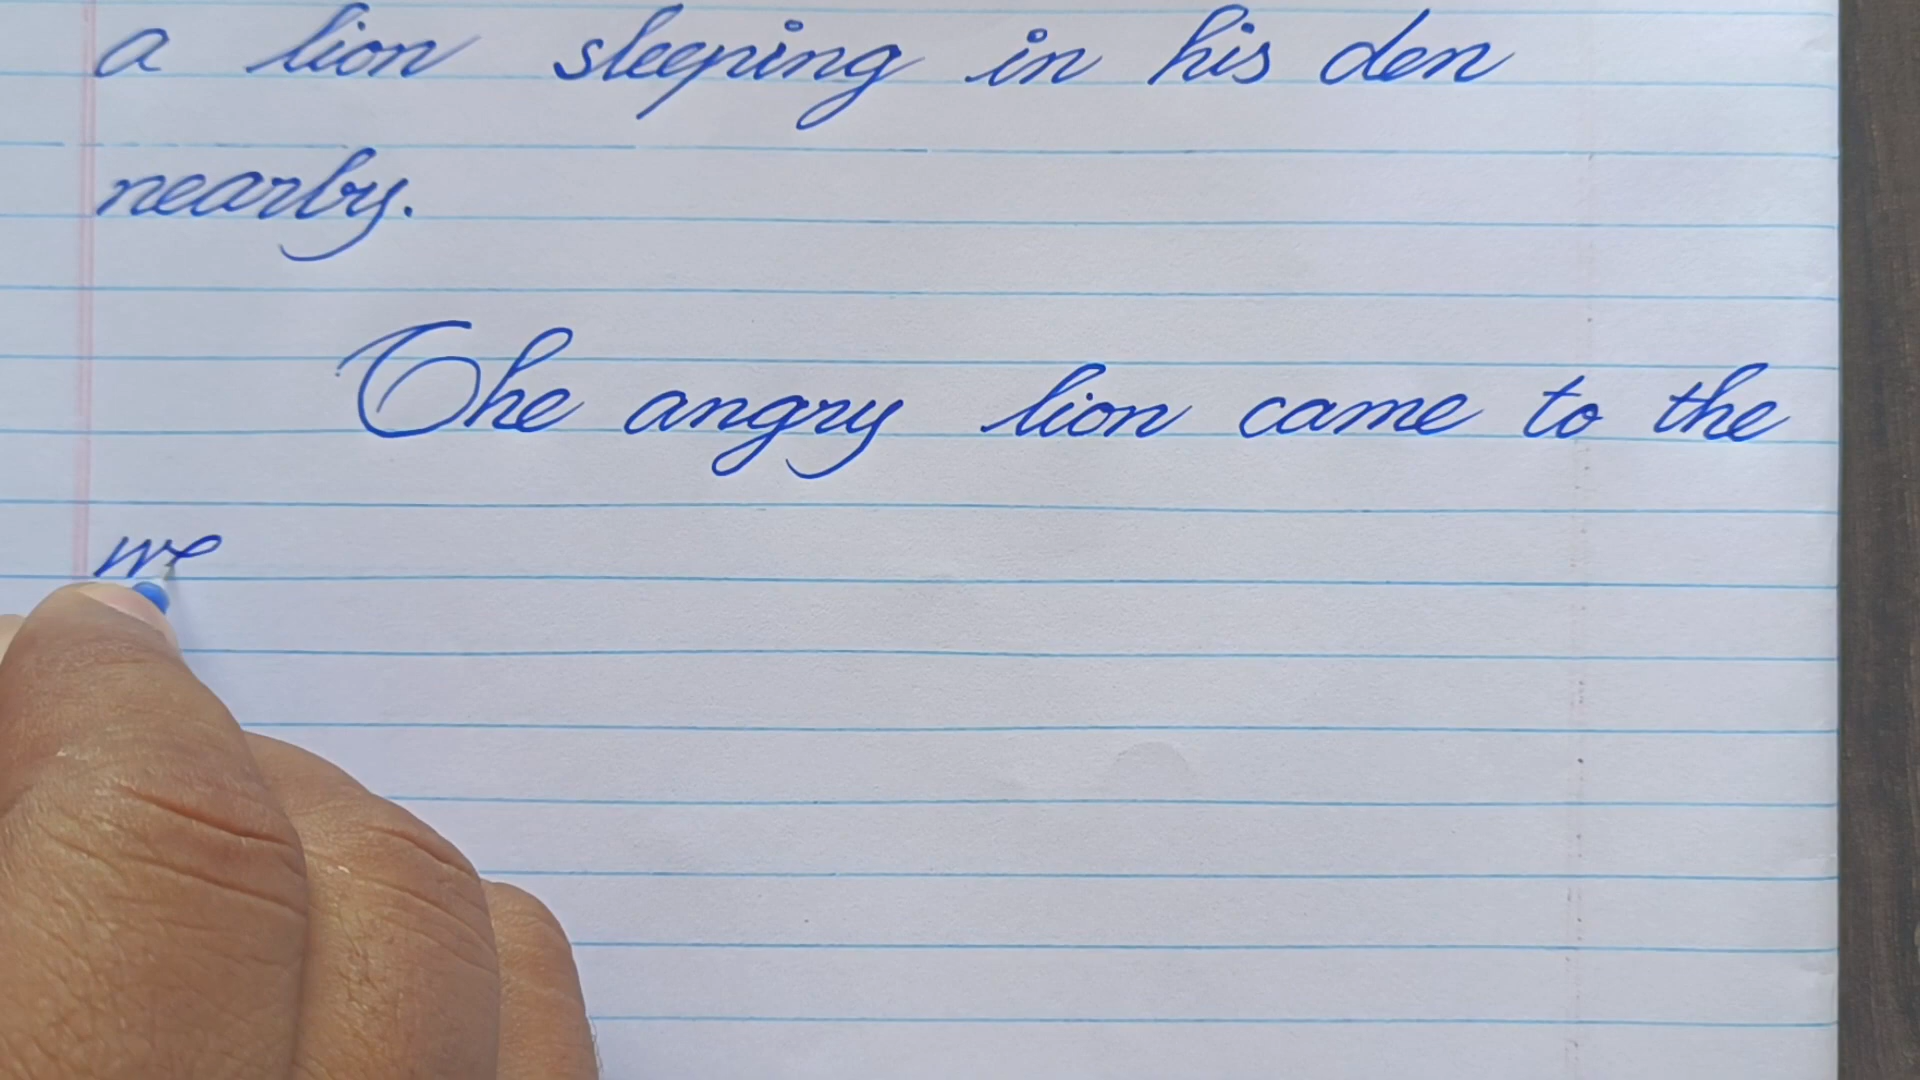 a lion sleeping in his den
nearby.
The angry lion came to the
we